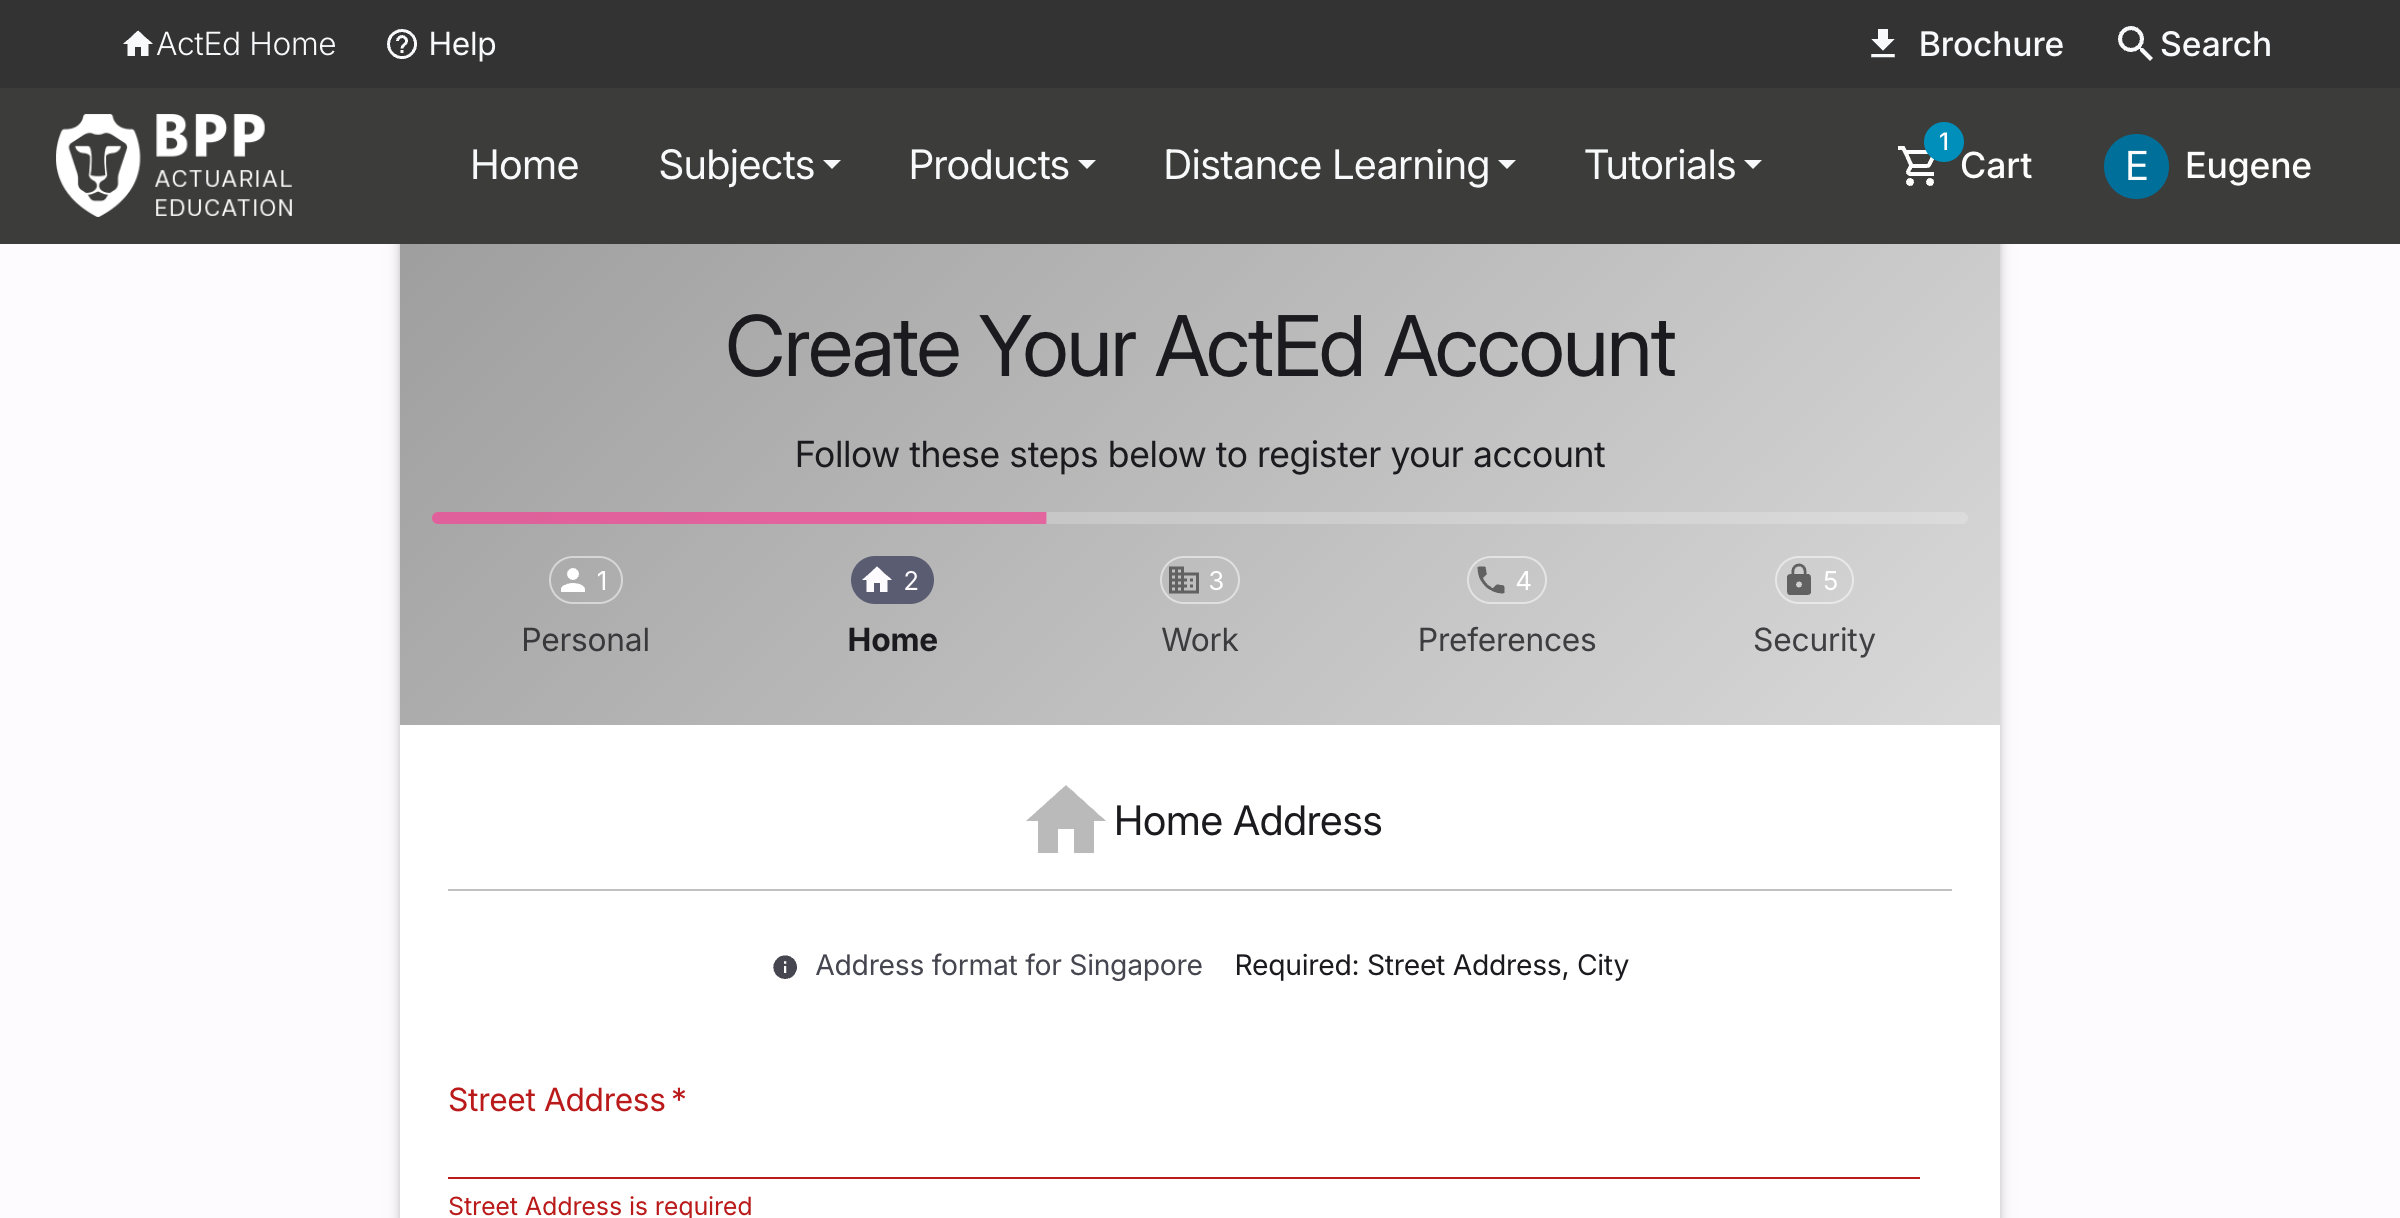 ActEd Home Help Brochure Search
BPP
ACTUARIAL
EDUCATION
Home Subjects Products Distance Learning Tutorials 1 Cart E Eugene
Create Your ActEd Account
Follow these steps below to register your account
1 2 3 4 5
Personal Home Work Preferences Security
Home Address
Address format for Singapore Required: Street Address, City
Street Address *
Street Address is required